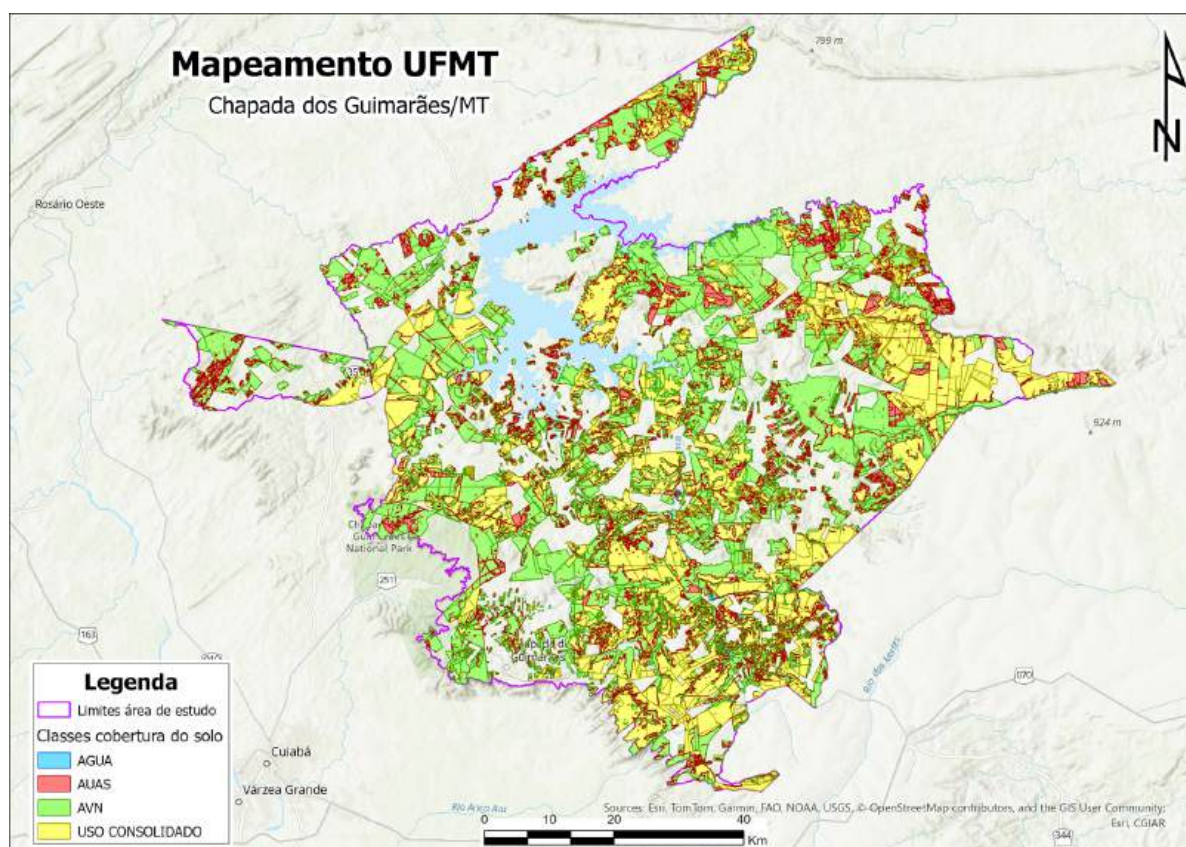 Mapeamento UFMT
Chapada dos Guimarães/MT
799 m
N
Rosário Oeste
924 m
National Park
251
163
Chapada d
070
Legenda
Limites área de estudo
Classes cobertura do solo
AGUA
AUAS
AVN
USO CONSOLIDADO
Cuiabá
Várzea Grande
Sources: Esri, TomTom, Garmin, FAO, NOAA, USGS, © OpenStreetMap contributors, and the GIS User Community;
Esri, CGIAR
0 10 20 40
Km
344